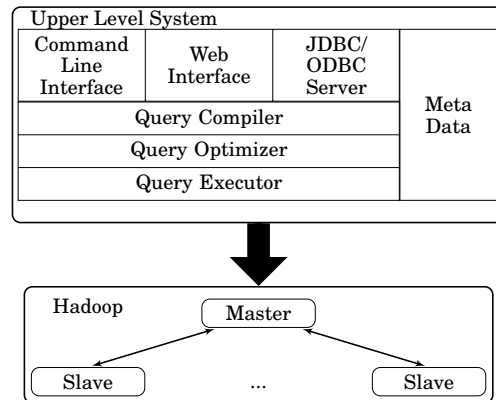 Upper Level System
Command
Line
Interface
Web
Interface
JDBC/
ODBC
Server
Meta
Data
Query Compiler
Query Optimizer
Query Executor
Hadoop
Master
Slave
...
Slave